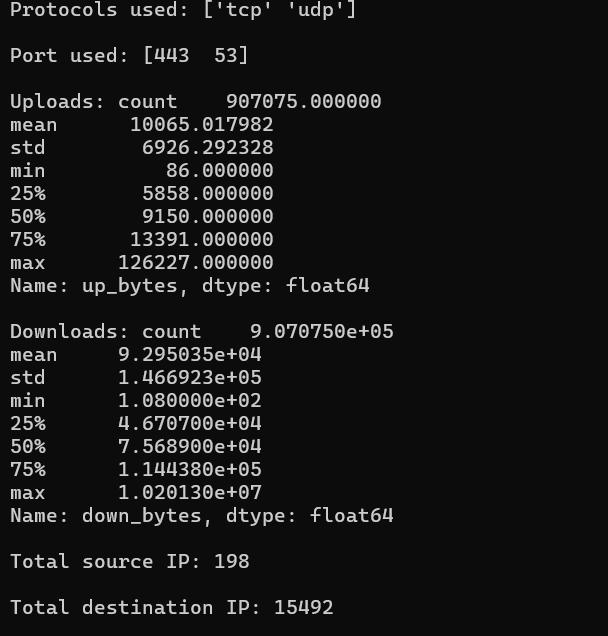 Protocols used: ['tcp' 'udp']
Port used: [443  53]
Uploads: count    907075.000000
mean      10065.017982
std        6926.292328
min          86.000000
25%        5858.000000
50%        9150.000000
75%       13391.000000
max      126227.000000
Name: up_bytes, dtype: float64
Downloads: count    9.070750e+05
mean     9.295035e+04
std      1.466923e+05
min      1.080000e+02
25%      4.670700e+04
50%      7.568900e+04
75%      1.144380e+05
max      1.020130e+07
Name: down_bytes, dtype: float64
Total source IP: 198
Total destination IP: 15492